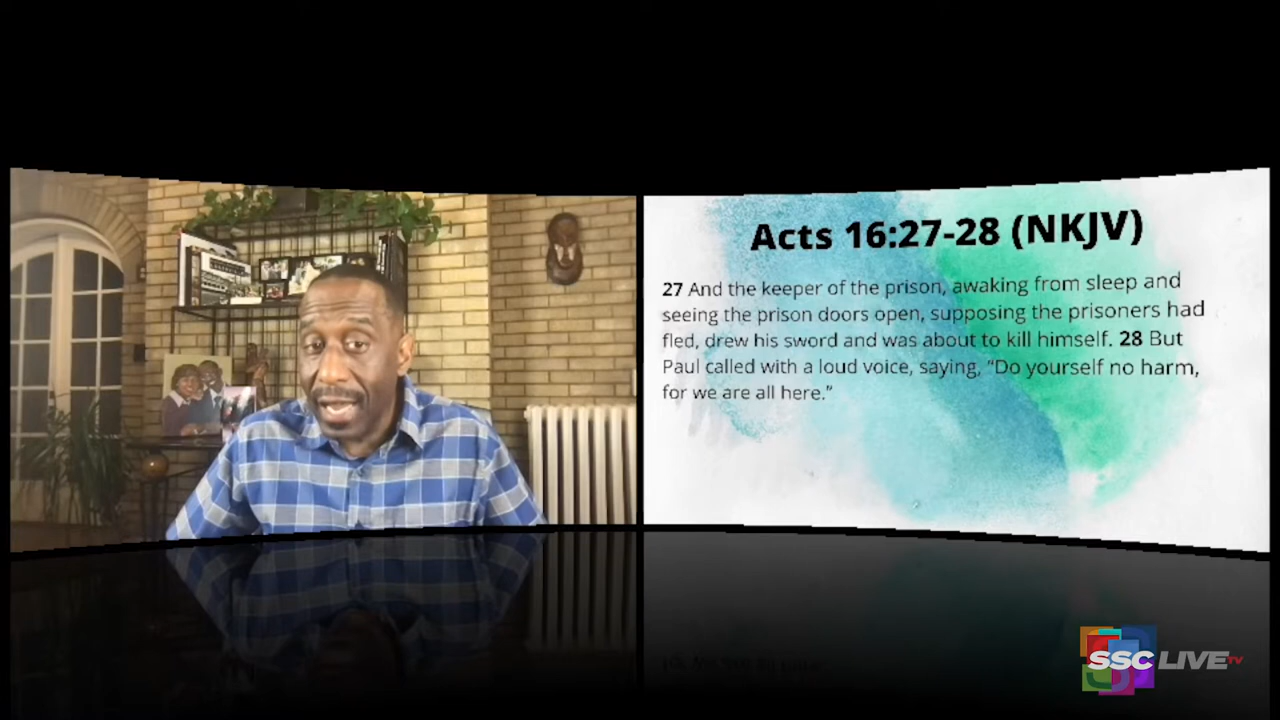 Acts 16:27-28 (NKJV)
27 And the keeper of the prison, awaking from sleep and
seeing the prison doors open, supposing the prisoners had
fled, drew his sword and was about to kill himself. 28 But
Paul called with a loud voice, saying, “Do yourself no harm,
for we are all here.”
SSC LIVE TV